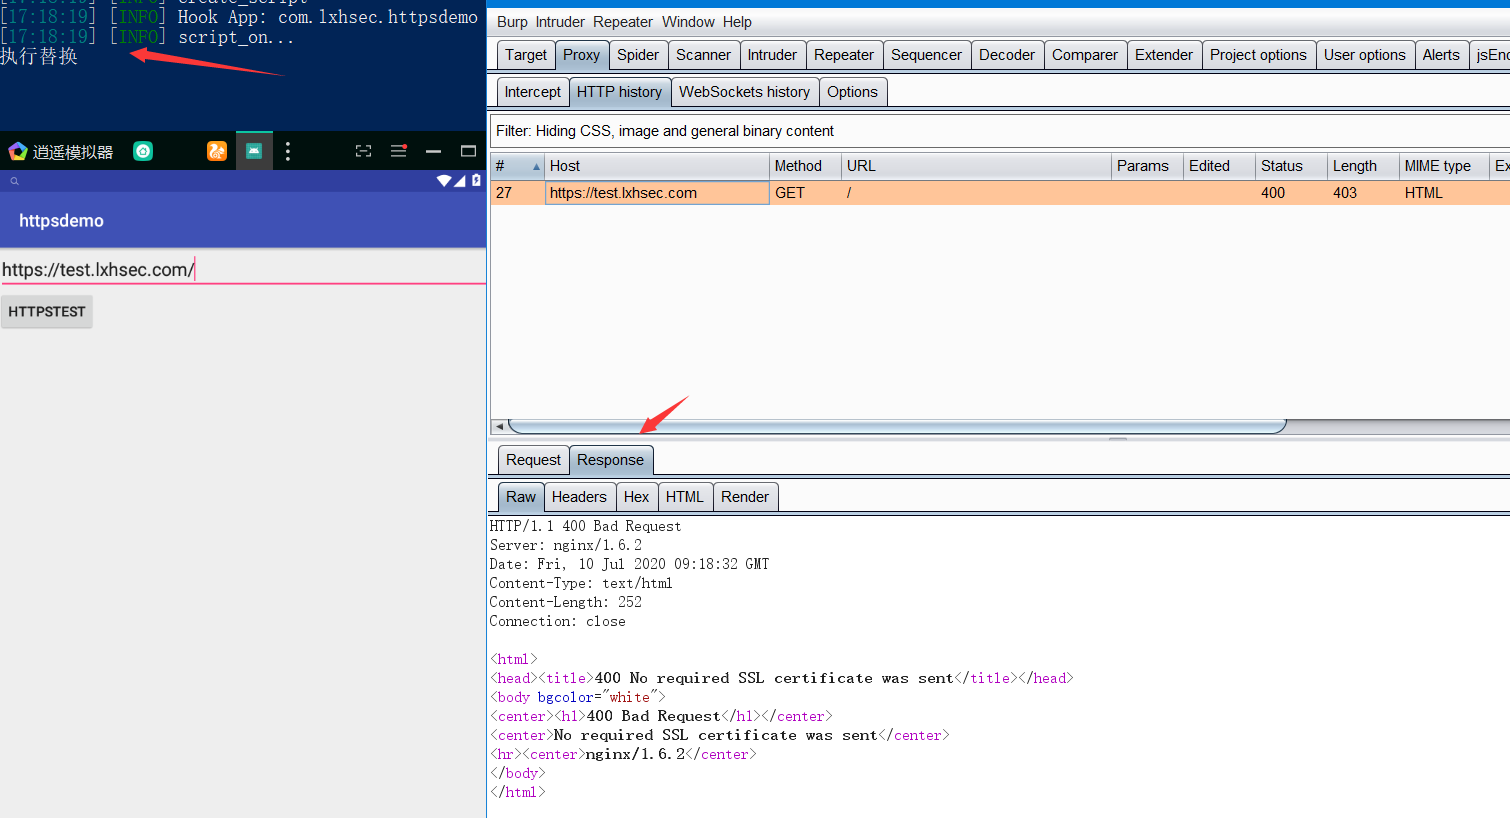 [17:18:19] [INFO] create_script
[17:18:19] [INFO] Hook App: com.lxhsec.httpsdemo
[17:18:19] [INFO] script_on...
执行替换
逍遥模拟器
httpsdemo
https://test.lxhsec.com/
HTTPSTEST
Burp Intruder Repeater Window Help
Target Proxy Spider Scanner Intruder Repeater Sequencer Decoder Comparer Extender Project options User options Alerts jsEnc
Intercept HTTP history WebSockets history Options
Filter: Hiding CSS, image and general binary content
# Host Method URL Params Edited Status Length MIME type Ex
27 https://test.lxhsec.com GET / 400 403 HTML
Request Response
Raw Headers Hex HTML Render
HTTP/1.1 400 Bad Request
Server: nginx/1.6.2
Date: Fri, 10 Jul 2020 09:18:32 GMT
Content-Type: text/html
Content-Length: 252
Connection: close
<html>
<head><title>400 No required SSL certificate was sent</title></head>
<body bgcolor="white">
<center><h1>400 Bad Request</h1></center>
<center>No required SSL certificate was sent</center>
<hr><center>nginx/1.6.2</center>
</body>
</html>